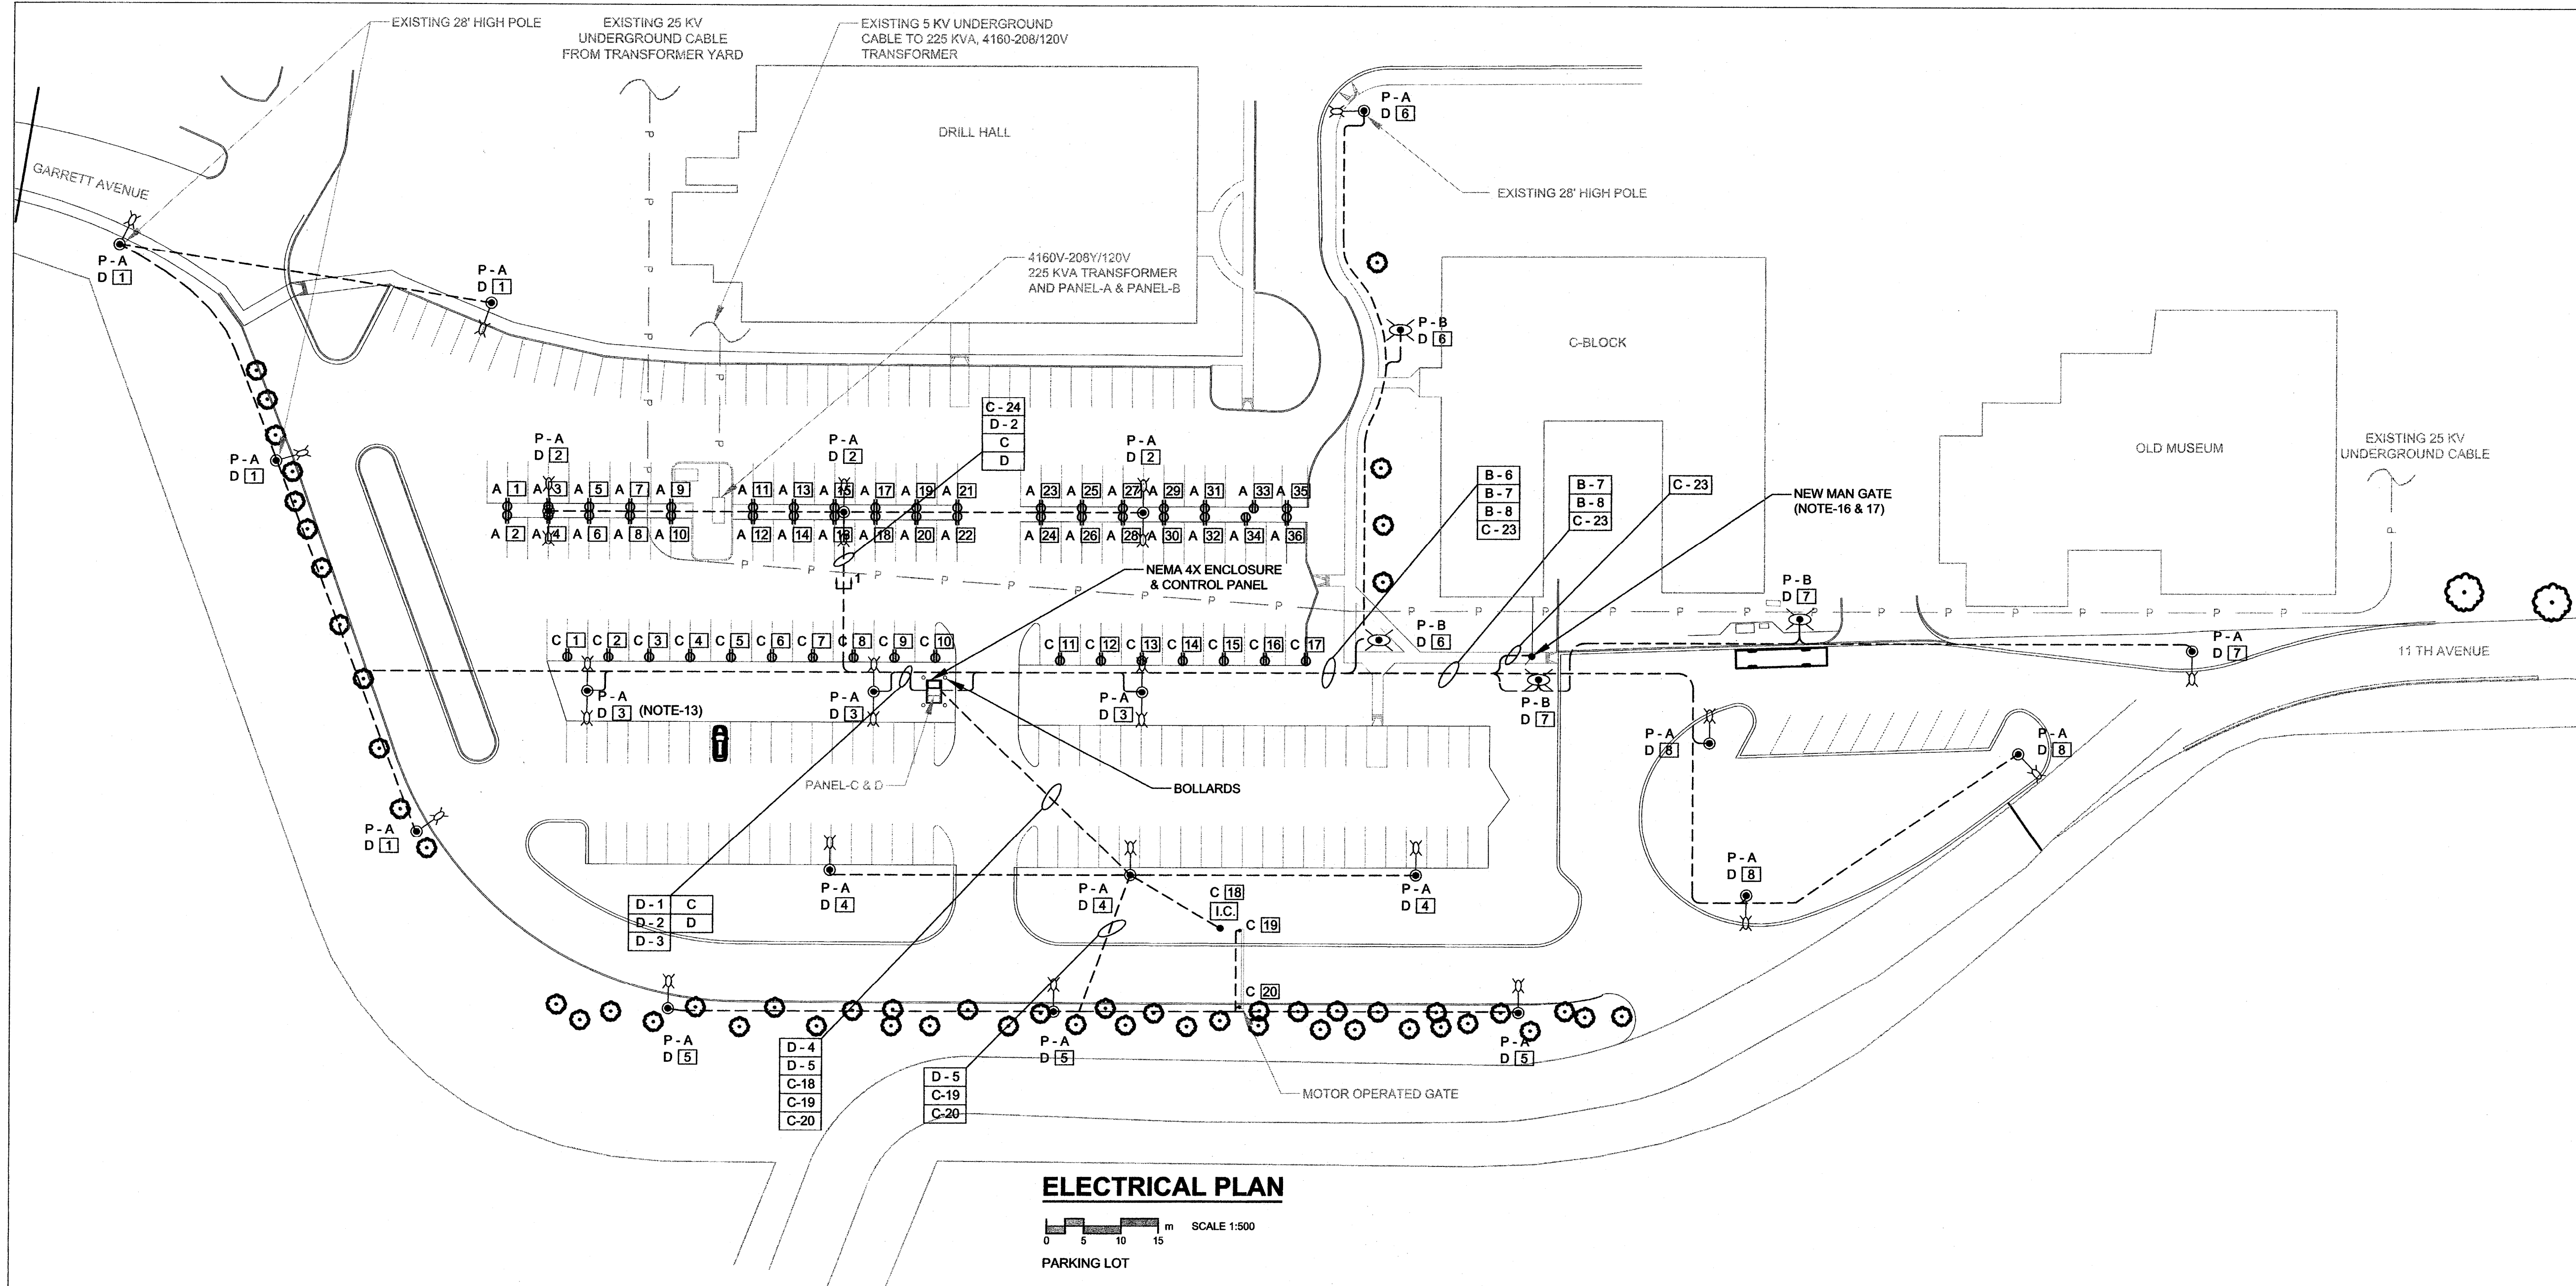 EXISTING 28' HIGH POLE
EXISTING 25 KV
UNDERGROUND CABLE
FROM TRANSFORMER YARD
EXISTING 5 KV UNDERGROUND
CABLE TO 225 KVA, 4160-208/120V
TRANSFORMER
DRILL HALL
P - A
D 6
EXISTING 28' HIGH POLE
GARRETT AVENUE
P - A
D 1
P - A
D 1
4160V-208Y/120V
225 KVA TRANSFORMER
AND PANEL-A & PANEL-B
P - B
D 6
C-BLOCK
OLD MUSEUM
EXISTING 25 KV
UNDERGROUND CABLE
C - 24
D - 2
C
D
P - A
D 1
P - A
D 2
P - A
D 2
P - A
D 2
A 1 A 3 A 5 A 7 A 9 A 11 A 13 A 15 A 17 A 19 A 21 A 23 A 25 A 27 A 29 A 31 A 33 A 35
A 2 A 4 A 6 A 8 A 10 A 12 A 14 A 16 A 18 A 20 A 22 A 24 A 26 A 28 A 30 A 32 A 34 A 36
B - 6
B - 7
B - 8
C - 23
B - 7
B - 8
C - 23
C - 23
NEW MAN GATE
(NOTE-16 & 17)
1
NEMA 4X ENCLOSURE
& CONTROL PANEL
P P P P P P P P P P P P P P P P P P P P P P P P P P P P
C 1 C 2 C 3 C 4 C 5 C 6 C 7 C 8 C 9 C 10 C 11 C 12 C 13 C 14 C 15 C 16 C 17
P - B
D 6
P - B
D 7
P - A
D 7
11 TH AVENUE
P - A
D 3 (NOTE-13)
P - A
D 3
P - A
D 3
P - B
D 7
P - A
D 8
P - A
D 8
PANEL-C & D
BOLLARDS
P - A
D 1
P - A
D 4
P - A
D 4
P - A
D 4
P - A
D 8
C 18
I.C.
C 19
D - 1 C
D - 2 D
D - 3
C 20
P - A
D 5
P - A
D 5
P - A
D 5
D - 4
D - 5
C-18
C-19
C-20
D - 5
C-19
C-20
MOTOR OPERATED GATE
ELECTRICAL PLAN
m SCALE 1:500
0 5 10 15
PARKING LOT